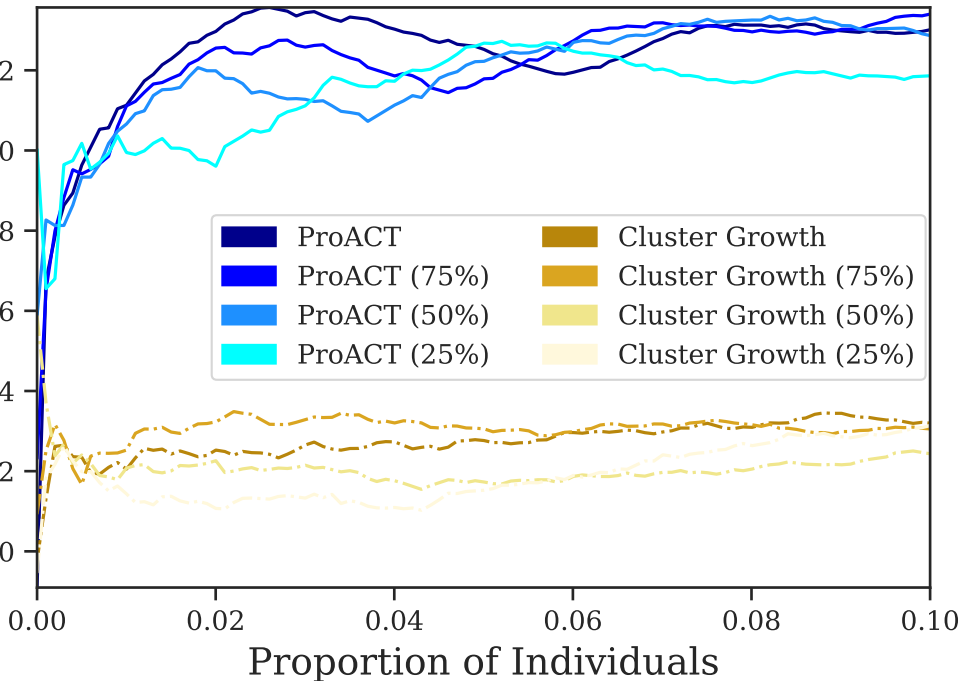 2
0
8
6
4
2
0
ProACT
ProACT (75%)
ProACT (50%)
ProACT (25%)
Cluster Growth
Cluster Growth (75%)
Cluster Growth (50%)
Cluster Growth (25%)
0.00 0.02 0.04 0.06 0.08 0.10
Proportion of Individuals